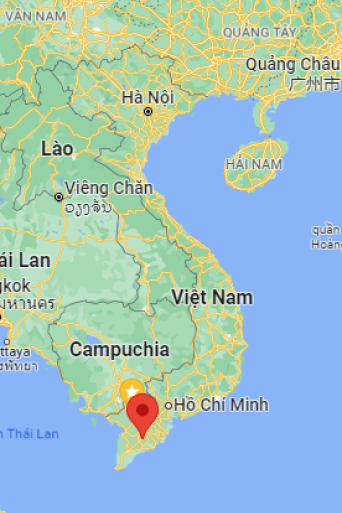 VÂN NAM
QUẢNG TÂY
Quảng Châu
广州市
Hà Nội
HẢI NAM
Lào
Viêng Chăn
ວຽງຈັນ
quần
Hoàng
ái Lan
gkok
มหานคร
Việt Nam
ttaya
งพัทยา
Campuchia
Hồ Chí Minh
Thái Lan